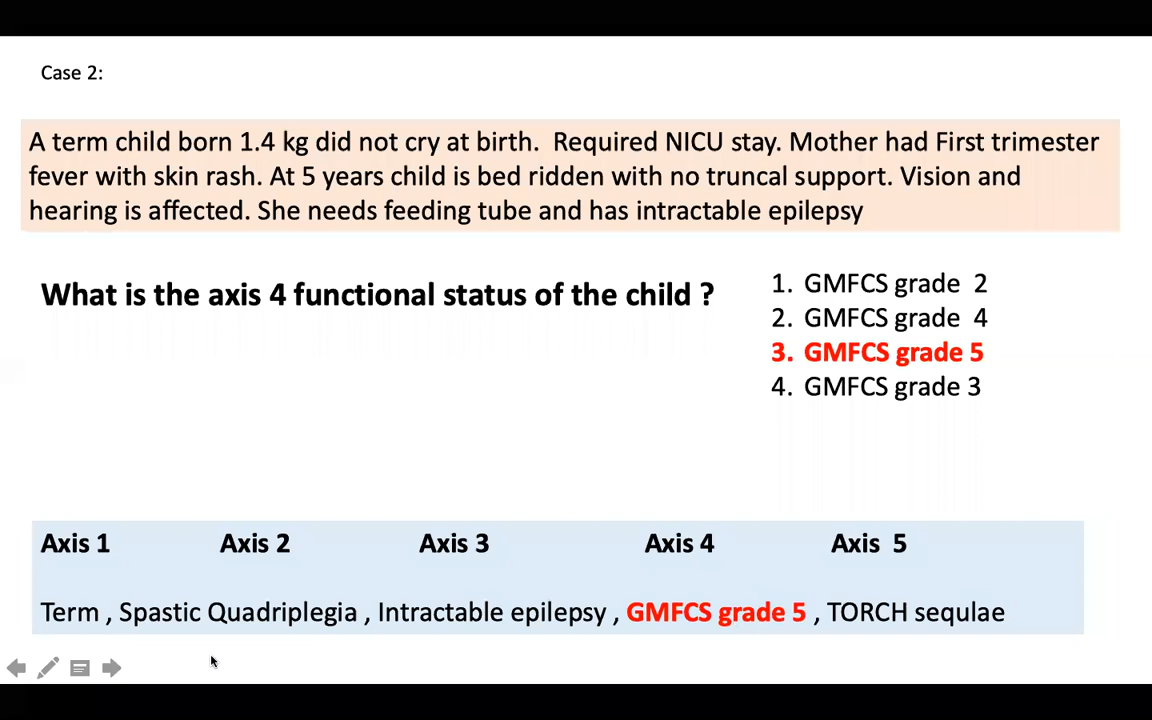 Case 2:
A term child born 1.4 kg did not cry at birth.  Required NICU stay. Mother had First trimester
fever with skin rash. At 5 years child is bed ridden with no truncal support. Vision and
hearing is affected. She needs feeding tube and has intractable epilepsy
What is the axis 4 functional status of the child ?
1. GMFCS grade  2
2. GMFCS grade  4
3. GMFCS grade 5
4. GMFCS grade 3
Axis 1 Axis 2 Axis 3 Axis 4 Axis  5
Term , Spastic Quadriplegia , Intractable epilepsy , GMFCS grade 5 , TORCH sequlae